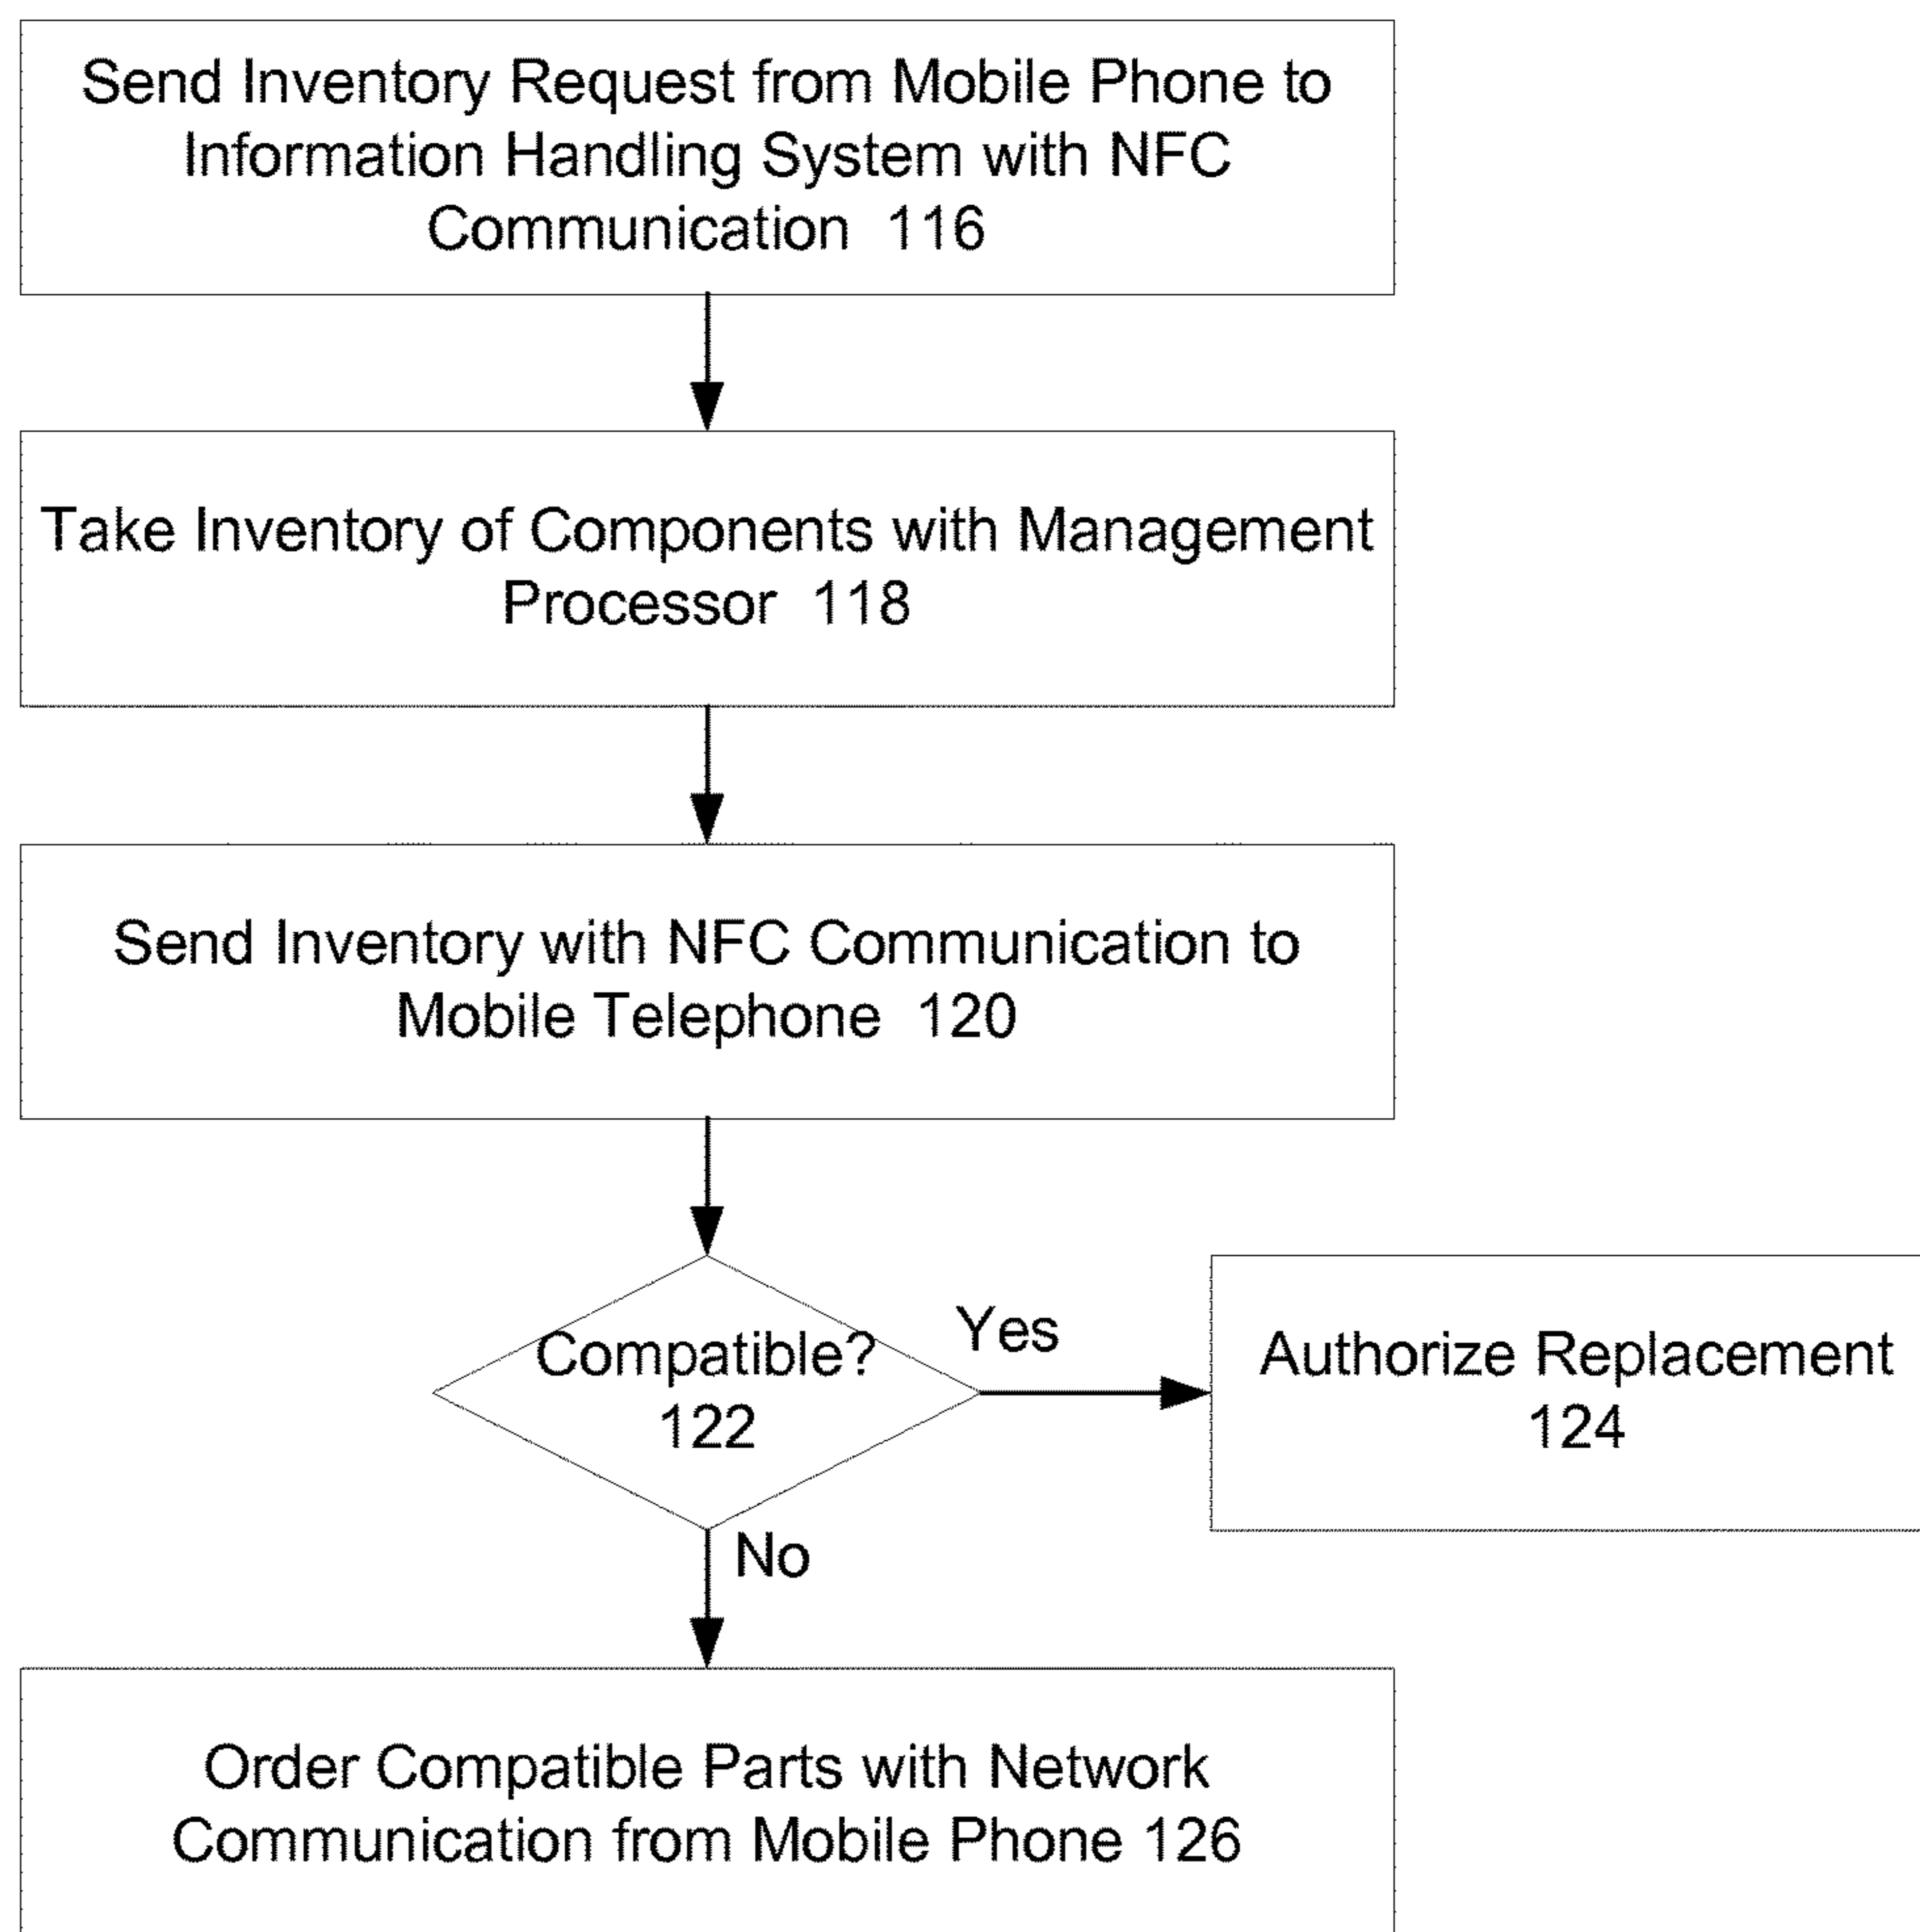 Send Inventory Request from Mobile Phone to
Information Handling System with NFC
Communication 116
Take Inventory of Components with Management
Processor 118
Send Inventory with NFC Communication to
Mobile Telephone 120
Compatible?
122
Yes
Authorize Replacement
124
No
Order Compatible Parts with Network
Communication from Mobile Phone 126